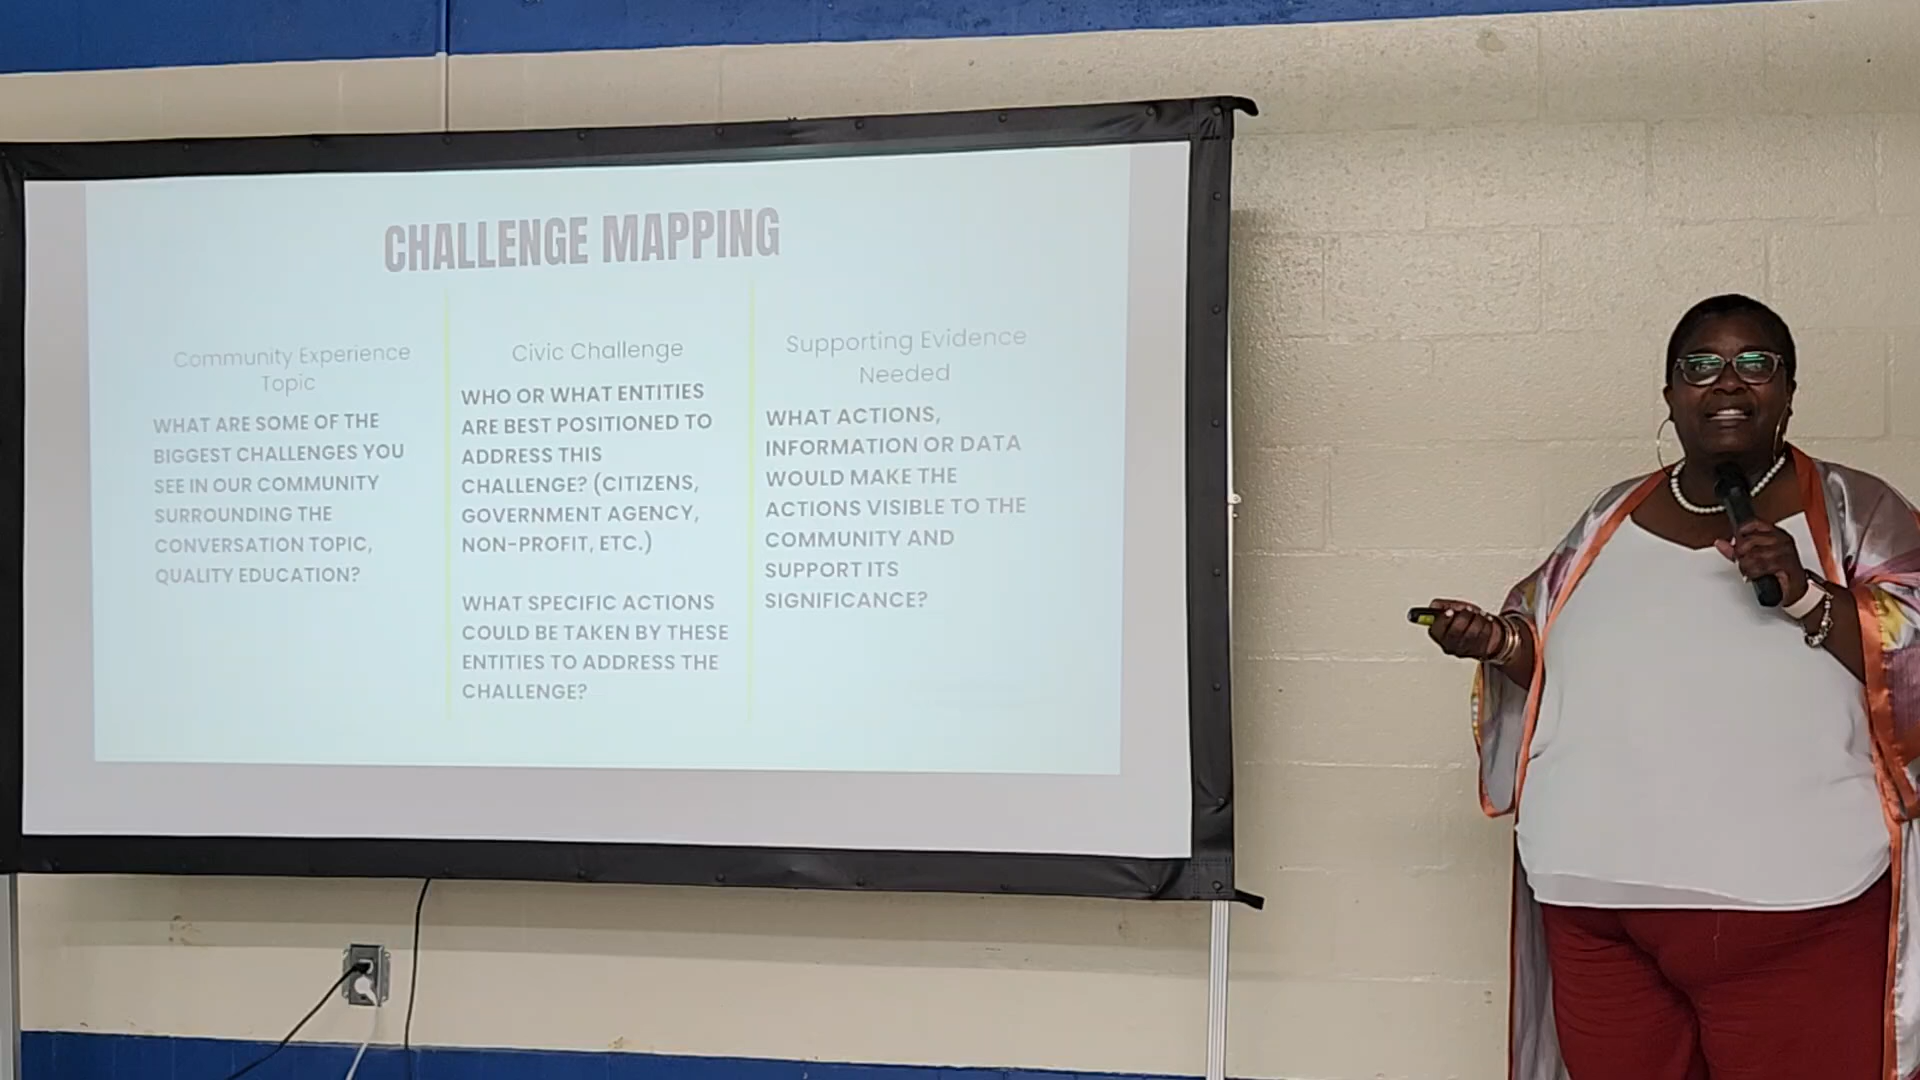 CHALLENGE MAPPING
Community Experience
Topic
WHAT ARE SOME OF THE
BIGGEST CHALLENGES YOU
SEE IN OUR COMMUNITY
SURROUNDING THE
CONVERSATION TOPIC,
QUALITY EDUCATION?
Civic Challenge
WHO OR WHAT ENTITIES
ARE BEST POSITIONED TO
ADDRESS THIS
CHALLENGE? (CITIZENS,
GOVERNMENT AGENCY,
NON-PROFIT, ETC.)
WHAT SPECIFIC ACTIONS
COULD BE TAKEN BY THESE
ENTITIES TO ADDRESS THE
CHALLENGE?
Supporting Evidence
Needed
WHAT ACTIONS,
INFORMATION OR DATA
WOULD MAKE THE
ACTIONS VISIBLE TO THE
COMMUNITY AND
SUPPORT ITS
SIGNIFICANCE?